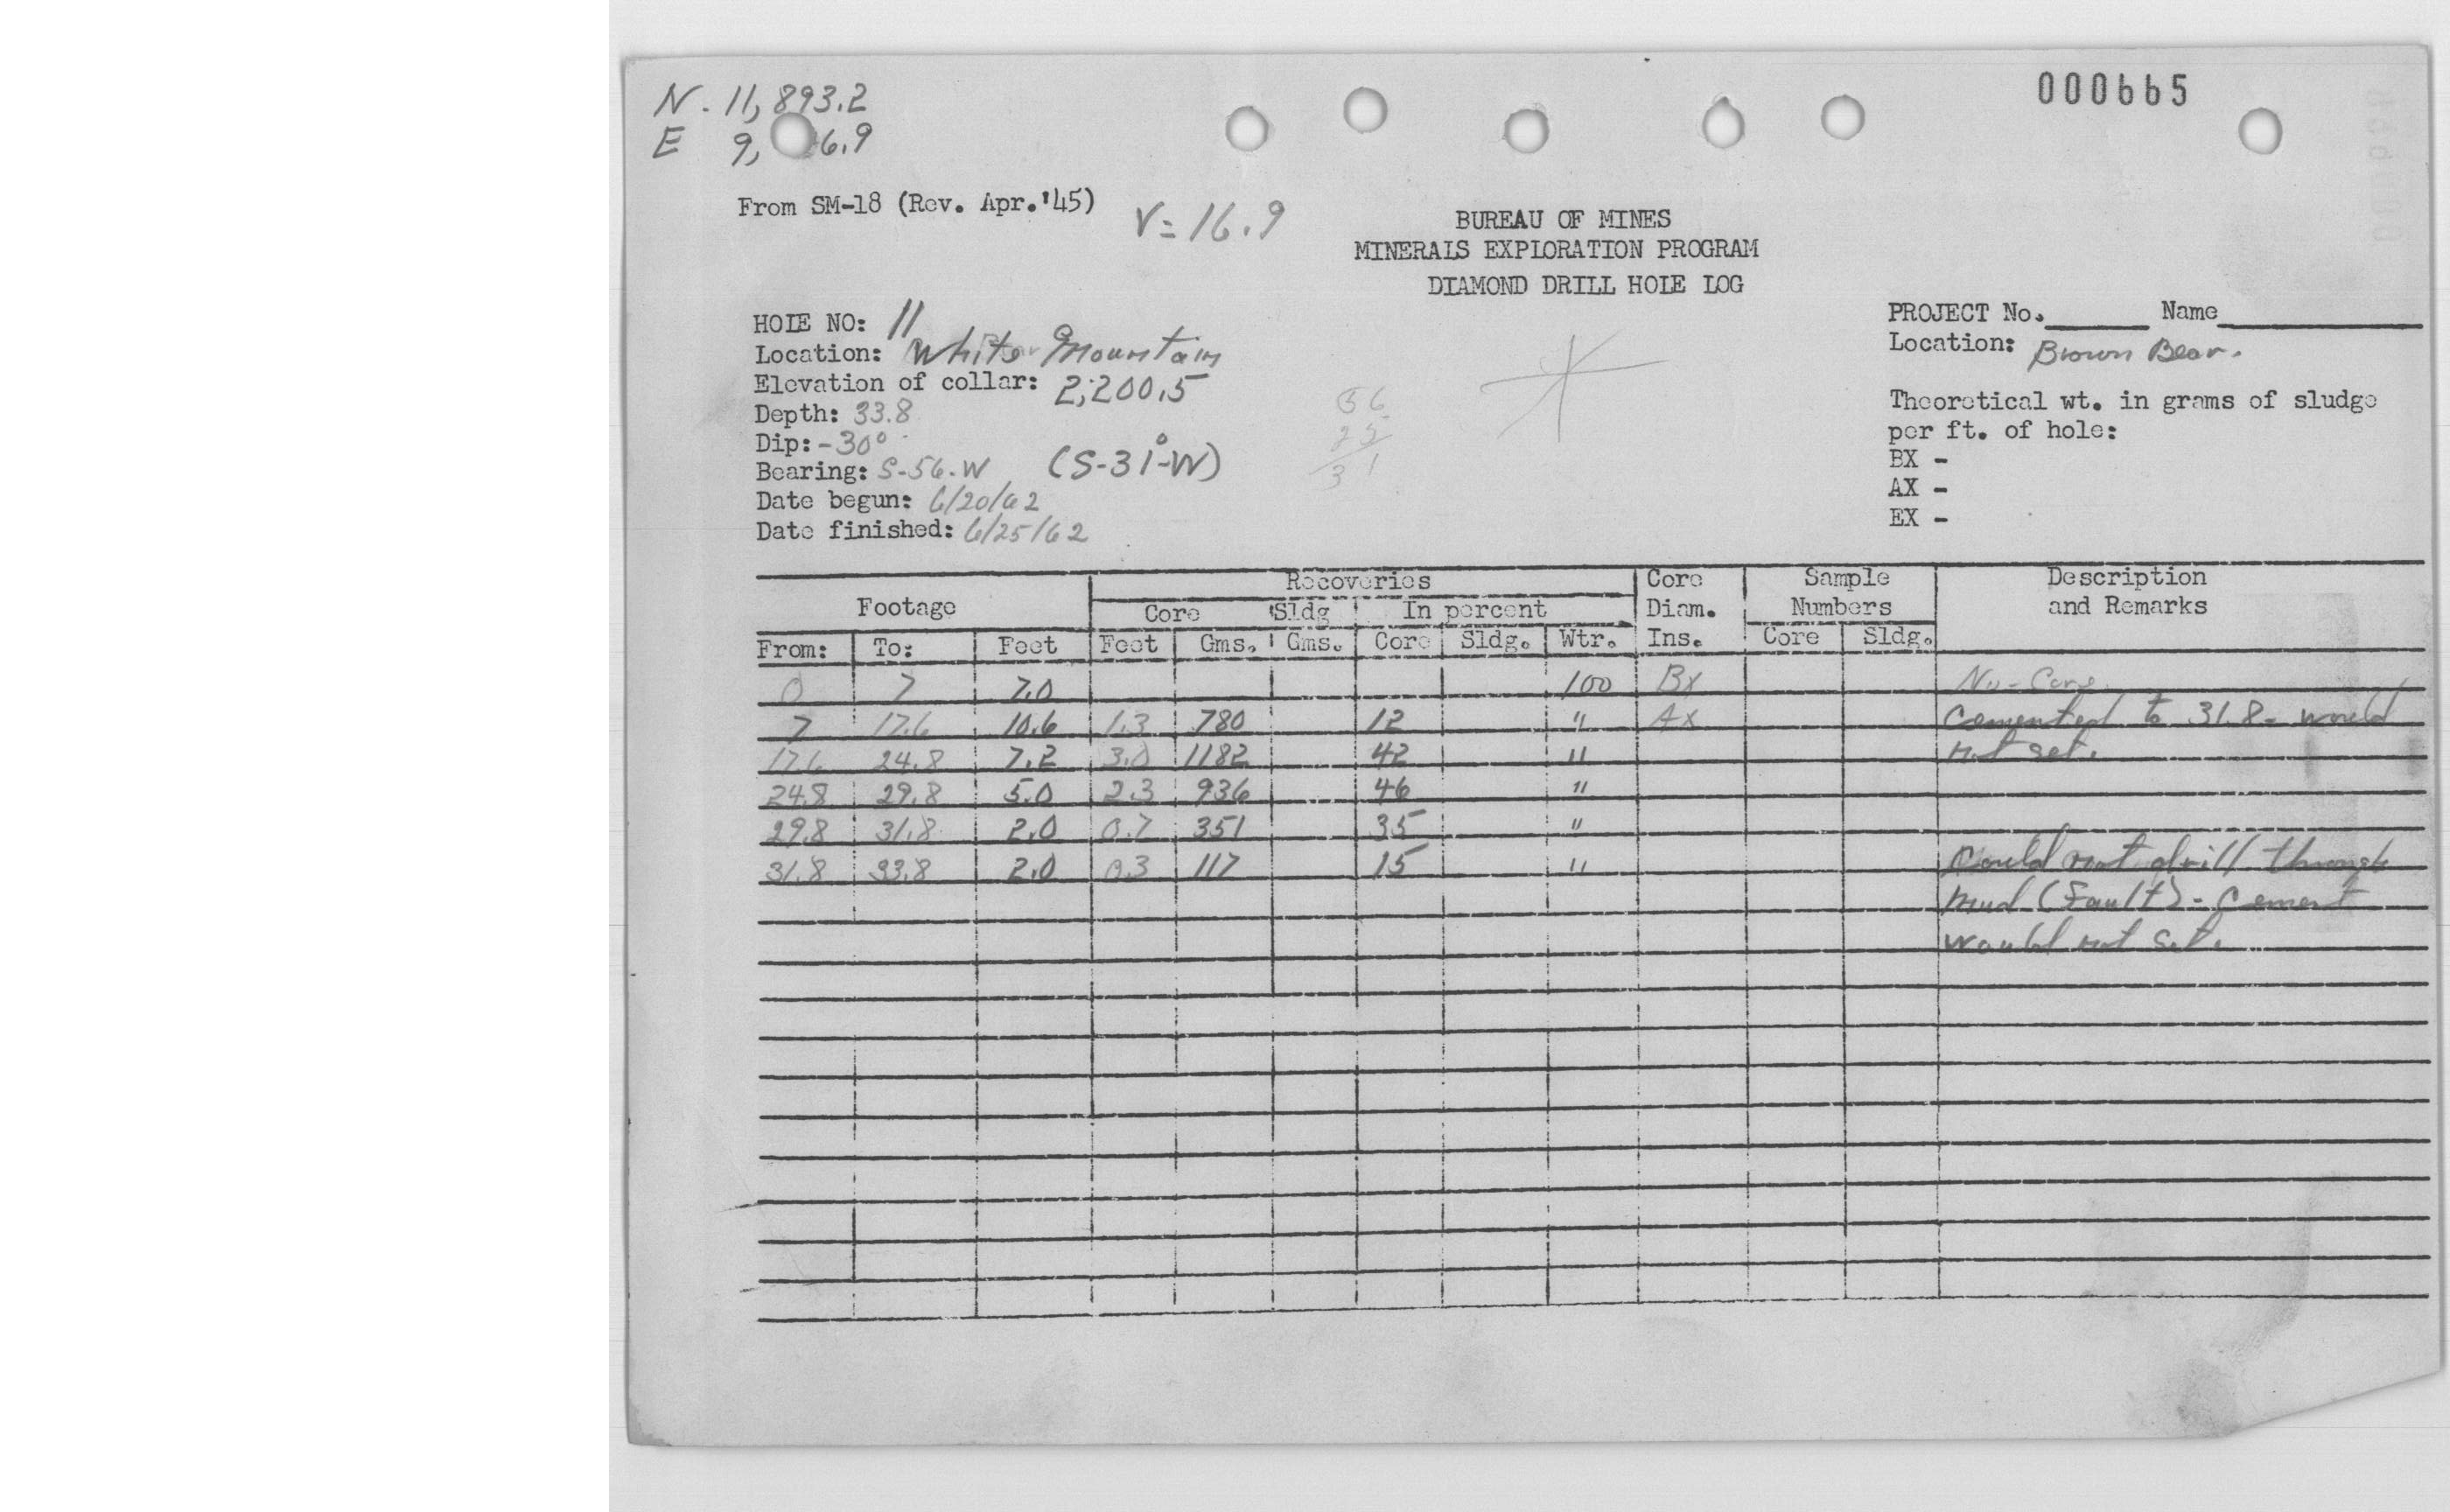 N. 11,893.2
000665
E 9, 6.9
From SM-18 (Rev. Apr.'45)
V=16.9
BUREAU OF MINES
MINERALS EXPLORATION PROGRAM
DIAMOND DRILL HOLE LOG
HOLE NO: 11
PROJECT No. Name
Location: White Mountain
Location: Brown Bear.
Elevation of collar: 2,200.5
56
Theoretical wt. in grams of sludge
Depth: 33.8
25
per ft. of hole:
Dip: -30°
31
BX -
Bearing: S-56-W (S-31°-W)
AX -
Date begun: 6/20/62
EX -
Date finished: 6/25/62
Recoveries Core Sample Description
Footage Core Sldg In percent Diam. Numbers and Remarks
From: To: Feet Feet Gms. Gms. Core Sldg. Wtr. Ins. Core Sldg.
0 7 7.0 100 BX No-Core
7 17.6 10.6 1.3 780 12 " AX Cemented to 31.8- would
17.6 24.8 7.2 3.0 1182 42 " not set.
24.8 29.8 5.0 2.3 936 46 "
29.8 31.8 2.0 0.7 351 35 "
31.8 33.8 2.0 0.3 117 15 " Could not drill through
mud (Fault)- Cement
would not set.